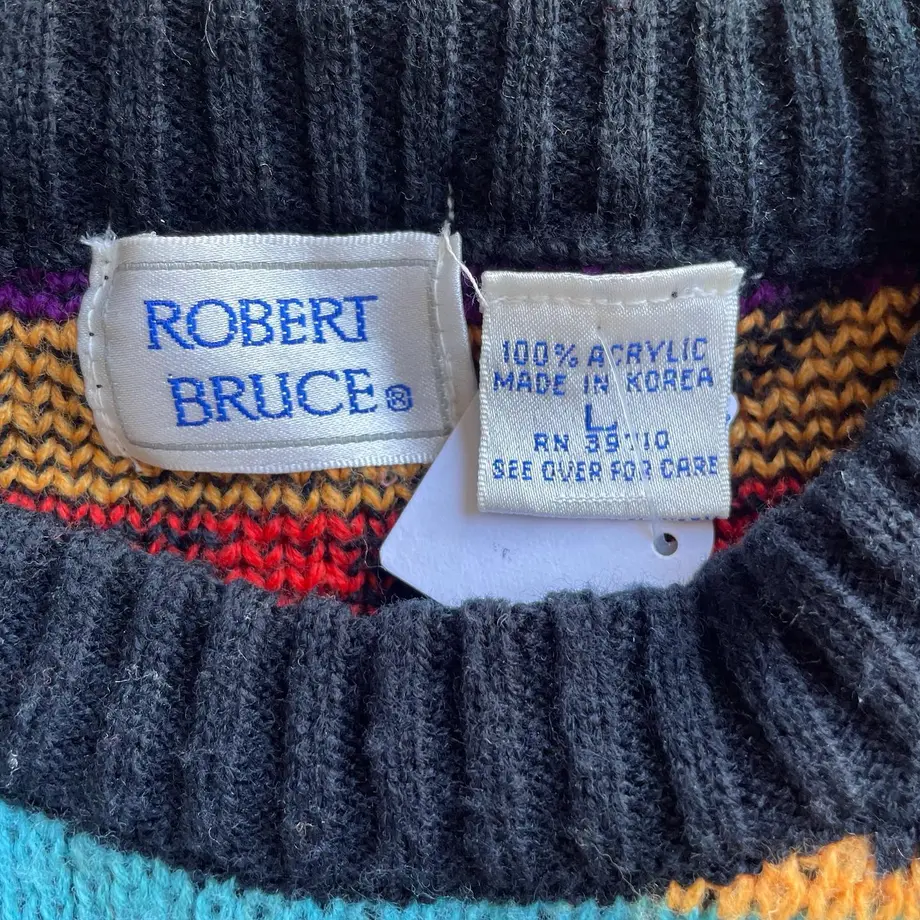 ROBERT
BRUCE®
100% ACRYLIC
MADE IN KOREA
L
RN
SEE OVER FOR CARE